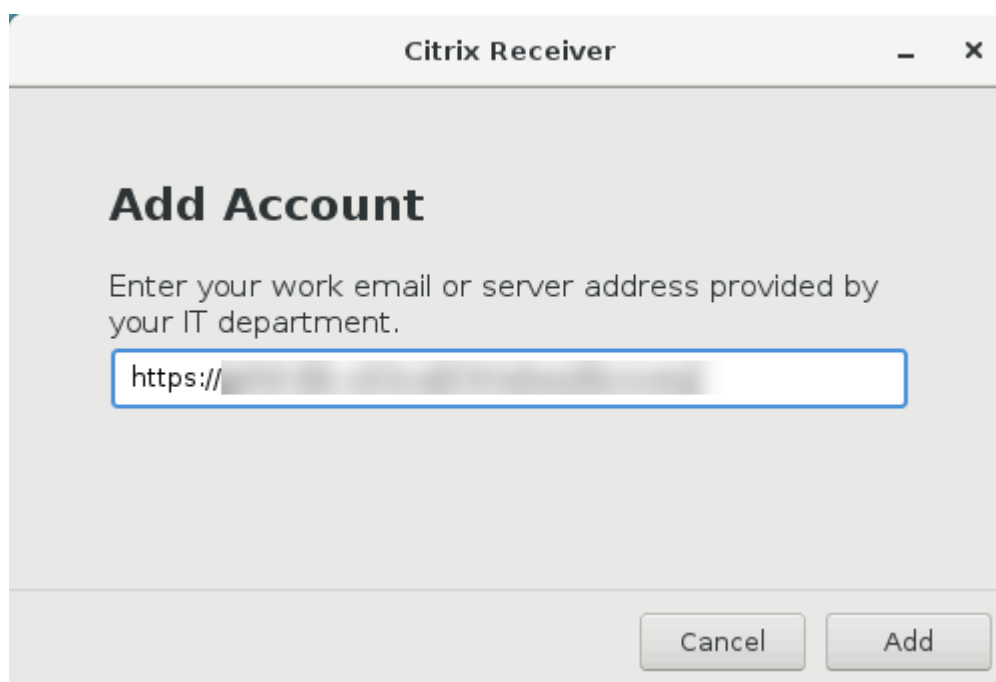 Citrix Receiver
Add Account
Enter your work email or server address provided by
your IT department.
https://
Cancel
Add